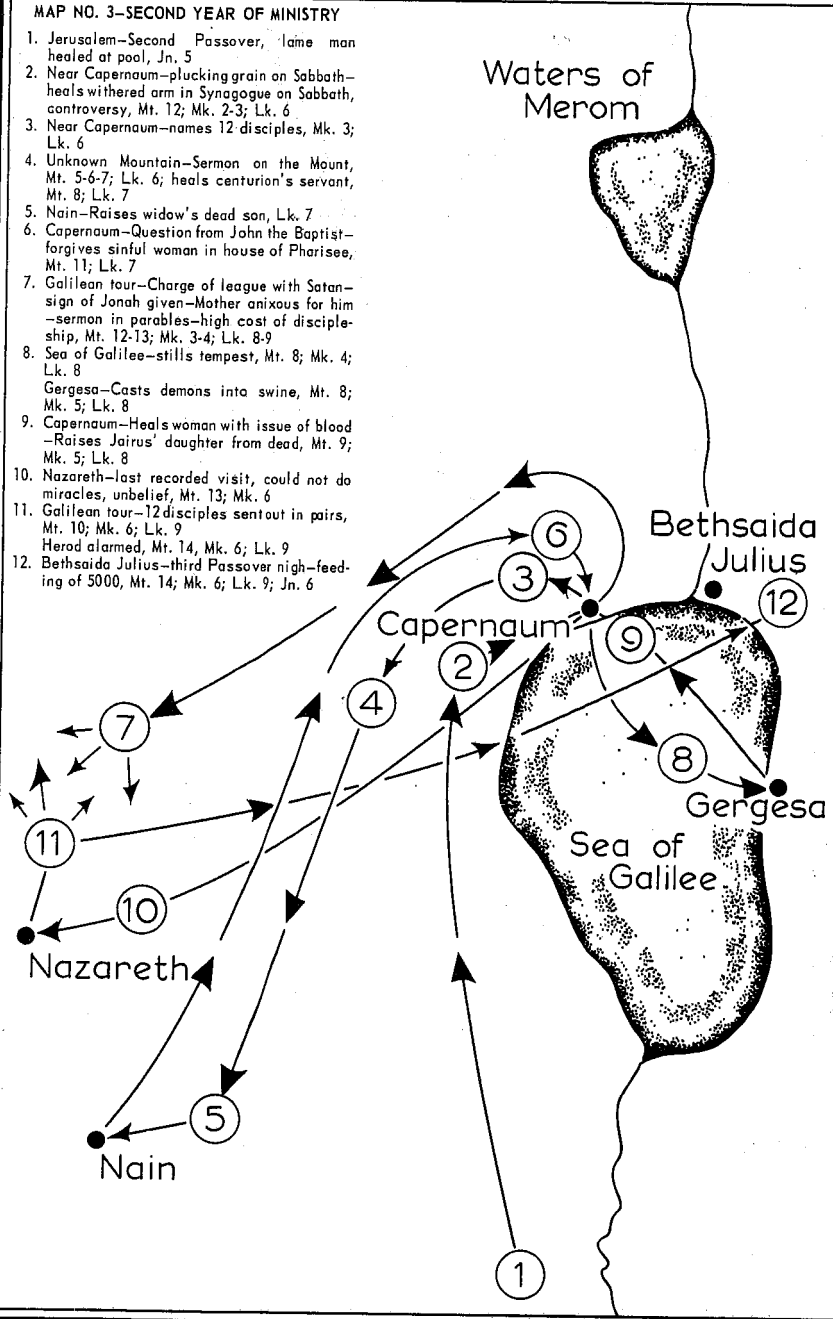 MAP NO. 3–SECOND YEAR OF MINISTRY
1. Jerusalem–Second Passover, lame man
healed at pool, Jn. 5
2. Near Capernaum–plucking grain on Sabbath–
heals withered arm in Synagogue on Sabbath,
controversy, Mt. 12; Mk. 2-3; Lk. 6
3. Near Capernaum–names 12 disciples, Mk. 3;
Lk. 6
4. Unknown Mountain–Sermon on the Mount,
Mt. 5-6-7; Lk. 6; heals centurion's servant,
Mt. 8; Lk. 7
5. Nain–Raises widow's dead son, Lk. 7
6. Capernaum–Question from John the Baptist–
forgives sinful woman in house of Pharisee,
Mt. 11; Lk. 7
7. Galilean tour–Charge of league with Satan–
sign of Jonah given–Mother anixous for him
–sermon in parables–high cost of disciple-
ship, Mt. 12-13; Mk. 3-4; Lk. 8-9
8. Sea of Galilee–stills tempest, Mt. 8; Mk. 4;
Lk. 8
Gergesa–Casts demons into swine, Mt. 8;
Mk. 5; Lk. 8
9. Capernaum–Heals woman with issue of blood
–Raises Jairus' daughter from dead, Mt. 9;
Mk. 5; Lk. 8
10. Nazareth–last recorded visit, could not do
miracles, unbelief, Mt. 13; Mk. 6
11. Galilean tour–12 disciples sent out in pairs,
Mt. 10; Mk. 6; Lk. 9
Herod alarmed, Mt. 14, Mk. 6; Lk. 9
12. Bethsaida Julius–third Passover nigh–feed-
ing of 5000, Mt. 14; Mk. 6; Lk. 9; Jn. 6
Waters of
Merom
Bethsaida
Julius
12
6
3
Capernaum
9
2
4
7
8
Gergesa
11
Sea of
Galilee
10
Nazareth
5
Nain
1